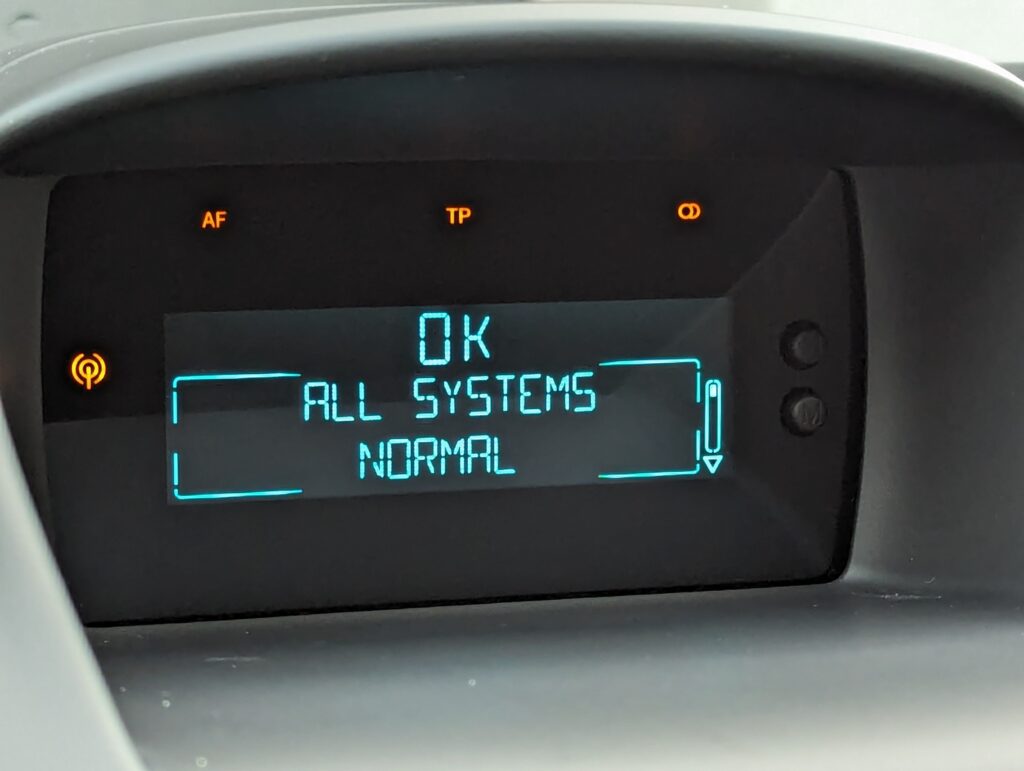 AF TP
OK
ALL SYSTEMS
NORMAL
M